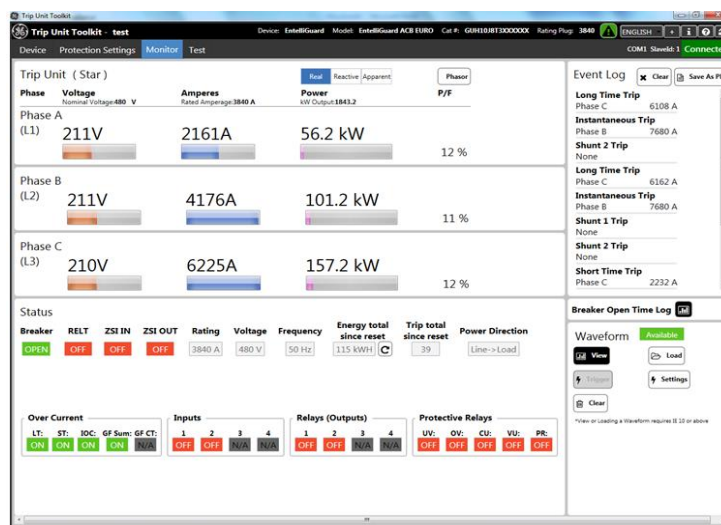 Trip Unit Toolkit
Trip Unit Toolkit - test
Device: EntelliGuard Model: EntelliGuard ACB EURO Cat #: GUH10J8T3XXXXXX Rating Plug: 3840 ENGLISH
Device Protection Settings Monitor Test COM1 SlaveId: 1 Connecte
Trip Unit ( Star )
Real Reactive Apparent Phasor
Phase Voltage Amperes Power P/F
Nominal Voltage:480 V Rated Amperage:3840 A kW Output:1843.2
Phase A
(L1) 211V 2161A 56.2 kW
12 %
Phase B
(L2) 211V 4176A 101.2 kW
11 %
Phase C
(L3) 210V 6225A 157.2 kW
12 %
Status
Breaker RELT ZSI IN ZSI OUT Rating Voltage Frequency Energy total since reset Trip total since reset Power Direction
OPEN OFF OFF OFF 3840 A 480 V 50 Hz 115 kWH 39 Line->Load
Over Current
LT: ST: IOC: GF Sum: GF CT:
ON ON ON ON N/A
Inputs
1 2 3 4
OFF OFF N/A N/A
Relays (Outputs)
1 2 3 4
OFF OFF N/A N/A
Protective Relays
UV: OV: CU: VU: PR:
OFF OFF OFF OFF OFF
Event Log Clear Save As P
Long Time Trip
Phase C 6108 A
Instantaneous Trip
Phase B 7680 A
Shunt 2 Trip
None
Long Time Trip
Phase C 6162 A
Instantaneous Trip
Phase B 7680 A
Shunt 1 Trip
None
Shunt 2 Trip
None
Short Time Trip
Phase C 2232 A
Breaker Open Time Log
Waveform Available
View Load
Trigger Settings
Clear
*View or Loading a Waveform requires IE 10 or above